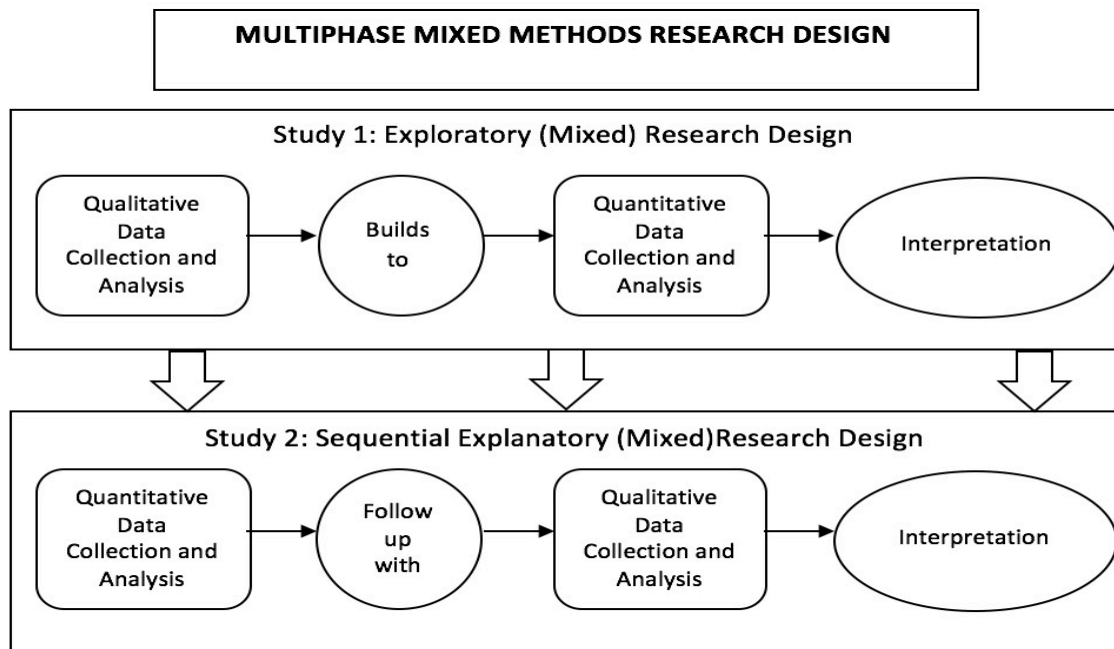 MULTIPHASE MIXED METHODS RESEARCH DESIGN
Study 1: Exploratory (Mixed) Research Design
Qualitative
Data
Collection and
Analysis
Builds
to
Quantitative
Data
Collection and
Analysis
Interpretation
Study 2: Sequential Explanatory (Mixed)Research Design
Quantitative
Data
Collection and
Analysis
Follow
up
with
Qualitative
Data
Collection and
Analysis
Interpretation